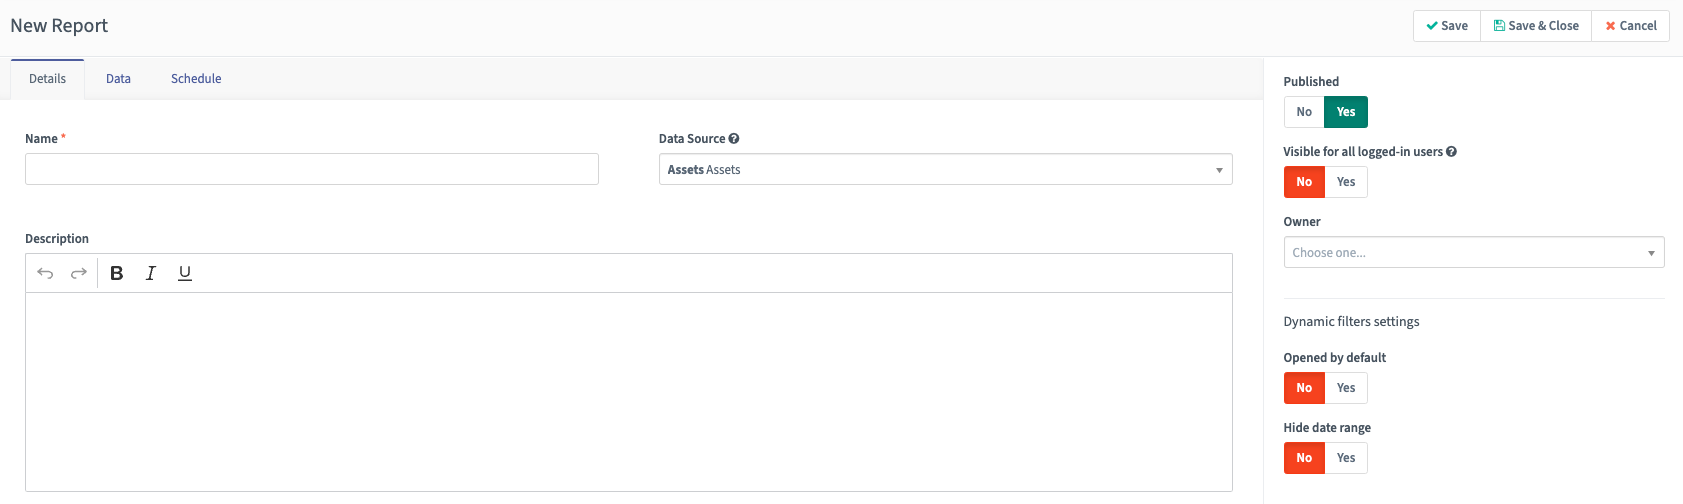 New Report
Save
Save & Close
Cancel
Details
Data
Schedule
Name *
Data Source
Assets Assets
Description
B I U
Published
No Yes
Visible for all logged-in users
No Yes
Owner
Choose one...
Dynamic filters settings
Opened by default
No Yes
Hide date range
No Yes